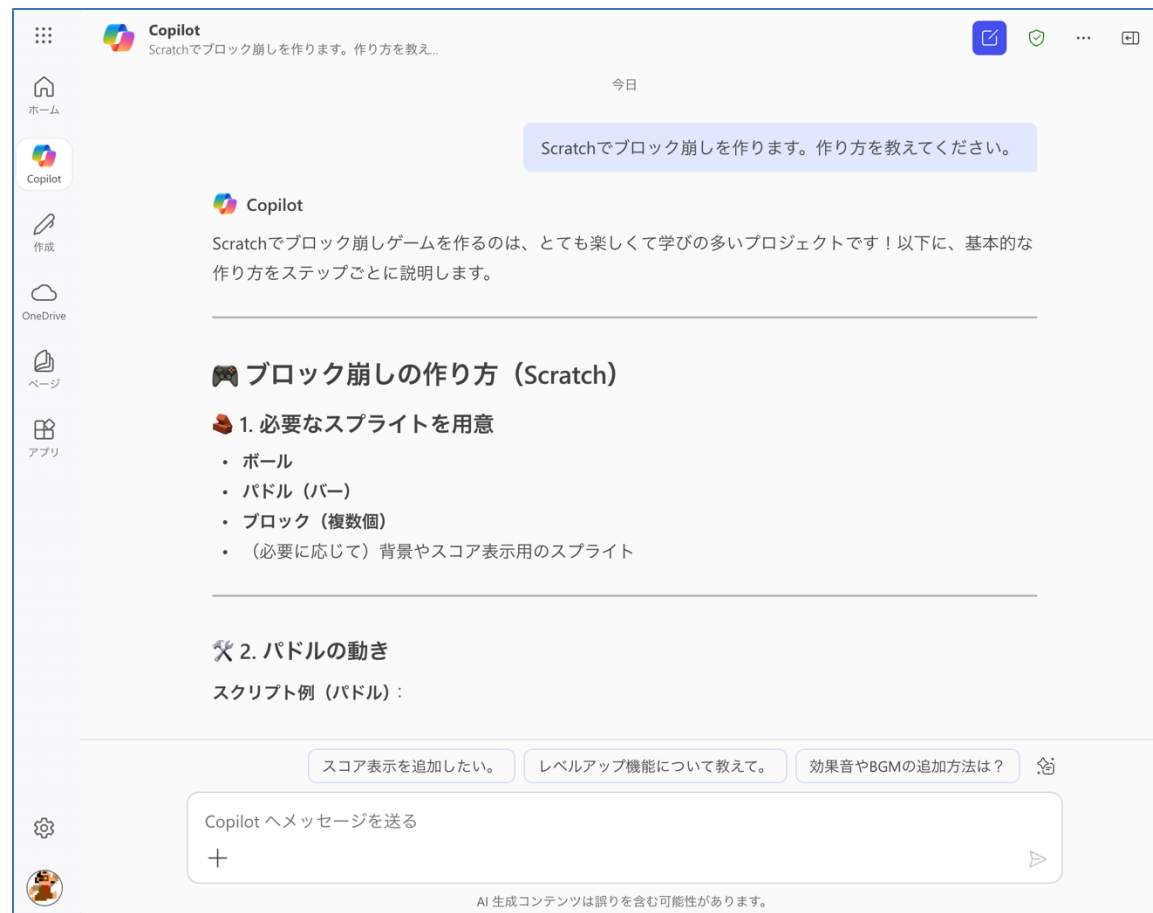 Copilot
Scratchでブロック崩しを作ります。作り方を教え...
今日
ホーム
Copilot
作成
OneDrive
ページ
アプリ
Scratchでブロック崩しを作ります。作り方を教えてください。
Copilot
Scratchでブロック崩しゲームを作るのは、とても楽しくて学びの多いプロジェクトです！以下に、基本的な
作り方をステップごとに説明します。
🎮 ブロック崩しの作り方（Scratch）
🧱 1. 必要なスプライトを用意
• ボール
• パドル（バー）
• ブロック（複数個）
• （必要に応じて）背景やスコア表示用のスプライト
🛠 2. パドルの動き
スクリプト例（パドル）:
スコア表示を追加したい。
レベルアップ機能について教えて。
効果音やBGMの追加方法は？
Copilot へメッセージを送る
AI 生成コンテンツは誤りを含む可能性があります。